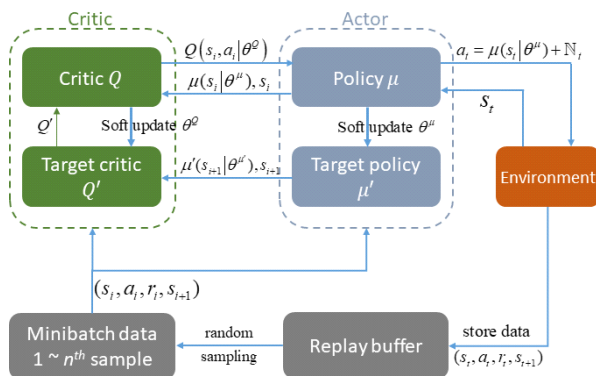 Critic
Actor
Q(s_i, a_i|θ^Q)
a_t = μ(s_t|θ^μ) + ℕ_t
Critic Q
Policy μ
μ(s_i|θ^μ), s_i
s_t
Q'
Soft update θ^Q
Soft update θ^μ
Target critic
Q'
μ'(s_{i+1}|θ^{μ'}), s_{i+1}
Target policy
μ'
Environment
(s_i, a_i, r_i, s_{i+1})
Minibatch data
1 ~ n^{th} sample
random
sampling
Replay buffer
store data
(s_t, a_t, r_t, s_{t+1})